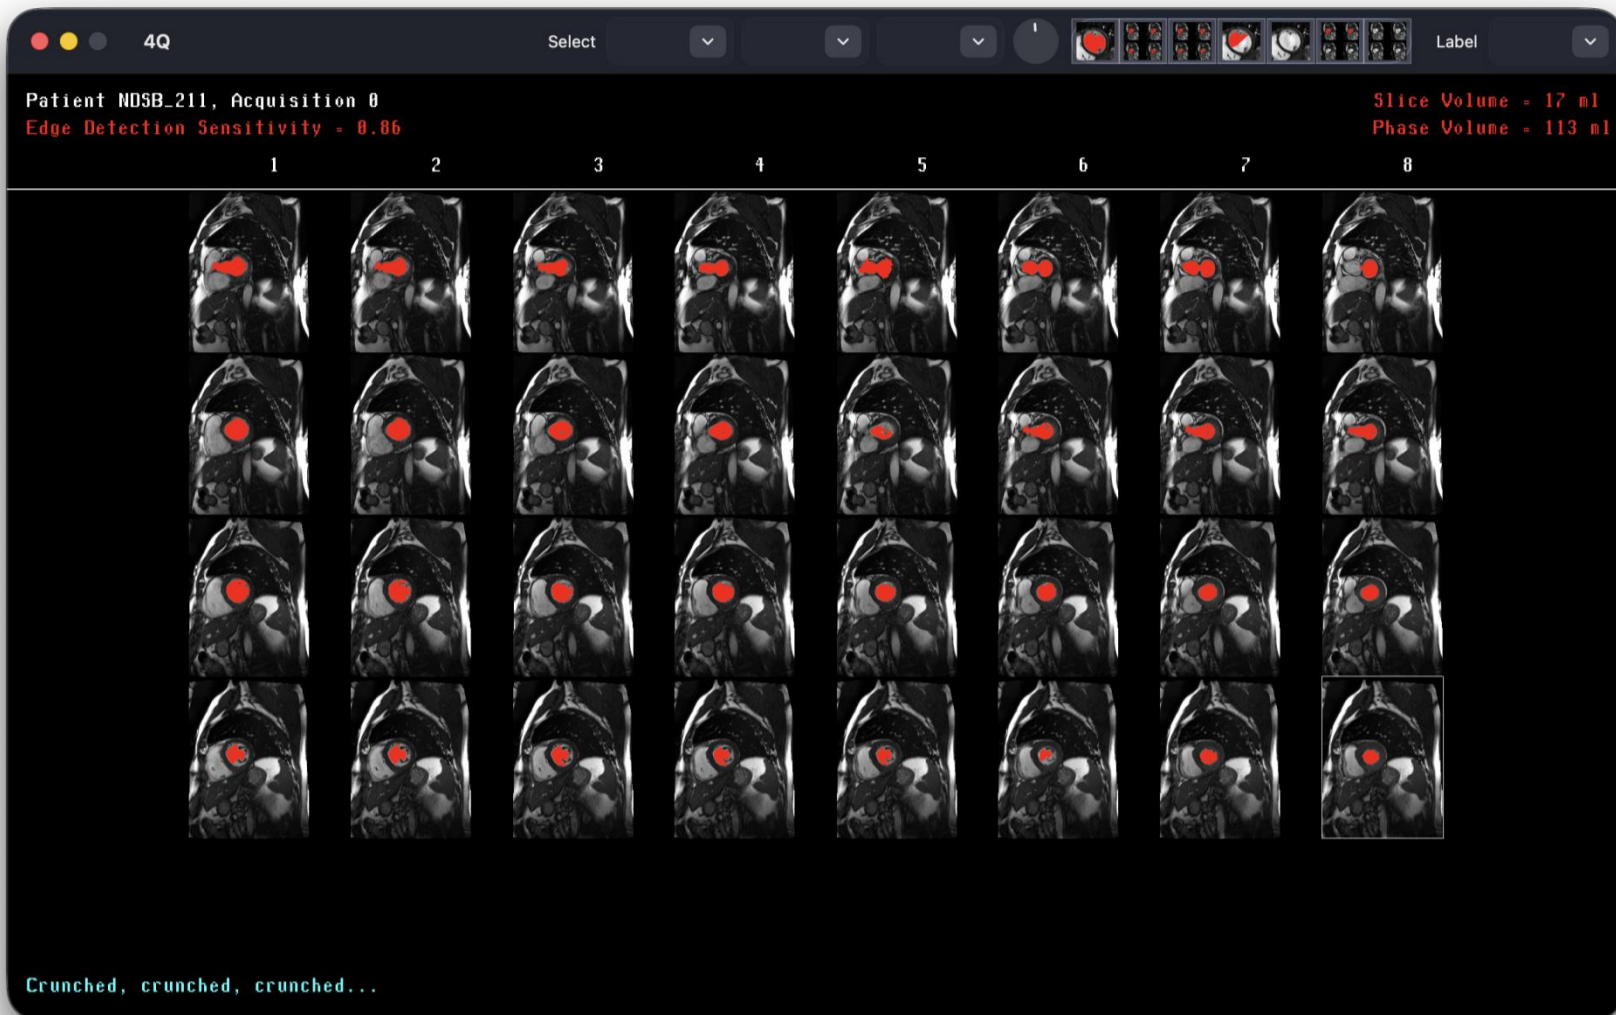 4Q
Select
Label
Patient NDSB_211, Acquisition 0
Slice Volume = 17 ml
Edge Detection Sensitivity = 0.86
Phase Volume = 113 ml
1 2 3 4 5 6 7 8
Crunched, crunched, crunched...